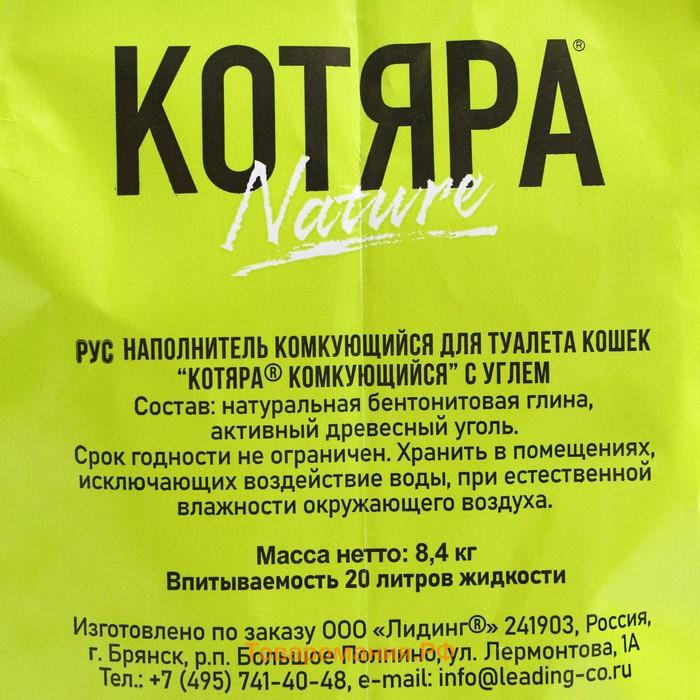 КОТЯРА®
Nature
РУС НАПОЛНИТЕЛЬ КОМКУЮЩИЙСЯ ДЛЯ ТУАЛЕТА КОШЕК
“КОТЯРА® КОМКУЮЩИЙСЯ” С УГЛЕМ
Состав: натуральная бентонитовая глина,
активный древесный уголь.
Срок годности не ограничен. Хранить в помещениях,
исключающих воздействие воды, при естественной
влажности окружающего воздуха.
Масса нетто: 8,4 кг
Впитываемость 20 литров жидкости
Изготовлено по заказу ООО «Лидинг®» 241903, Россия,
г. Брянск, р.п. Большое Полпино, ул. Лермонтова, 1А
Товаромания.РФ
Тел.: +7 (495) 741-40-48, e-mail: info@leading-co.ru